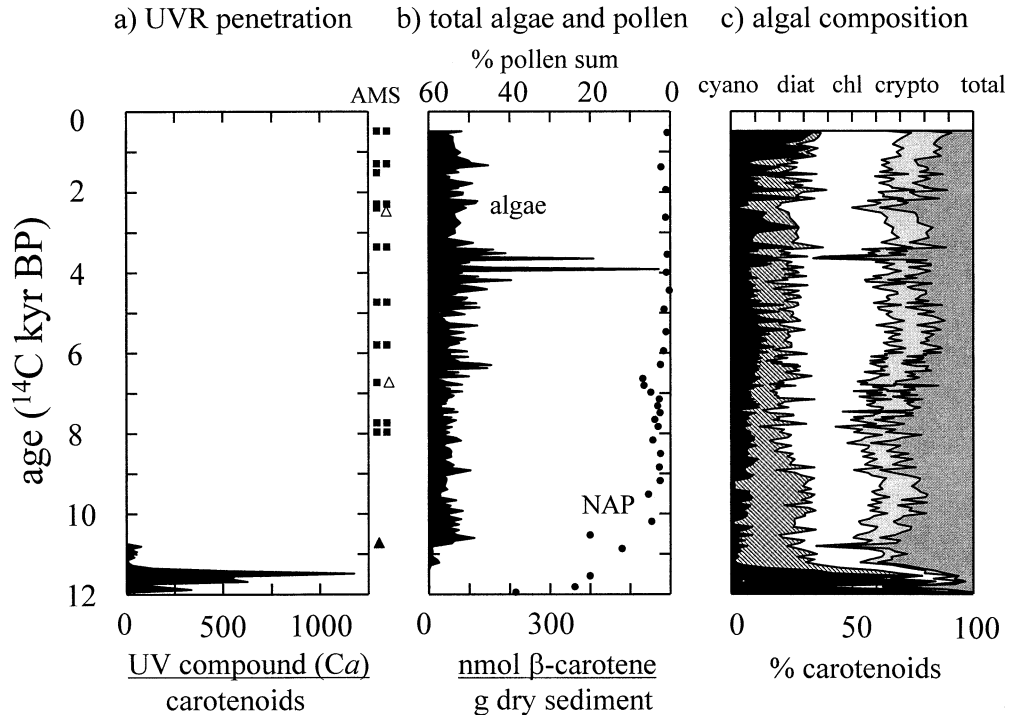 a) UVR penetration
b) total algae and pollen
c) algal composition
% pollen sum
AMS
60 40 20 0
cyano diat chl crypto total
0
2
4
6
8
10
12
age (¹⁴C kyr BP)
algae
NAP
0 500 1000
0 300
0 50 100
UV compound (Ca)
carotenoids
nmol β-carotene
g dry sediment
% carotenoids